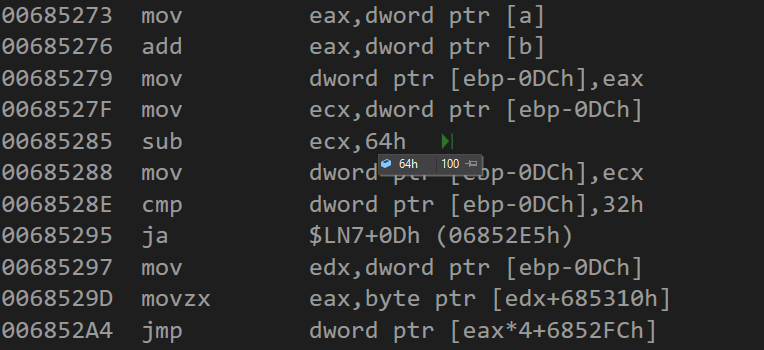 00685273 mov eax,dword ptr [a]
00685276 add eax,dword ptr [b]
00685279 mov dword ptr [ebp-0DCh],eax
0068527F mov ecx,dword ptr [ebp-0DCh]
00685285 sub ecx,64h
64h 100
00685288 mov dword ptr [ebp-0DCh],ecx
0068528E cmp dword ptr [ebp-0DCh],32h
00685295 ja $LN7+0Dh (06852E5h)
00685297 mov edx,dword ptr [ebp-0DCh]
0068529D movzx eax,byte ptr [edx+685310h]
006852A4 jmp dword ptr [eax*4+6852FCh]